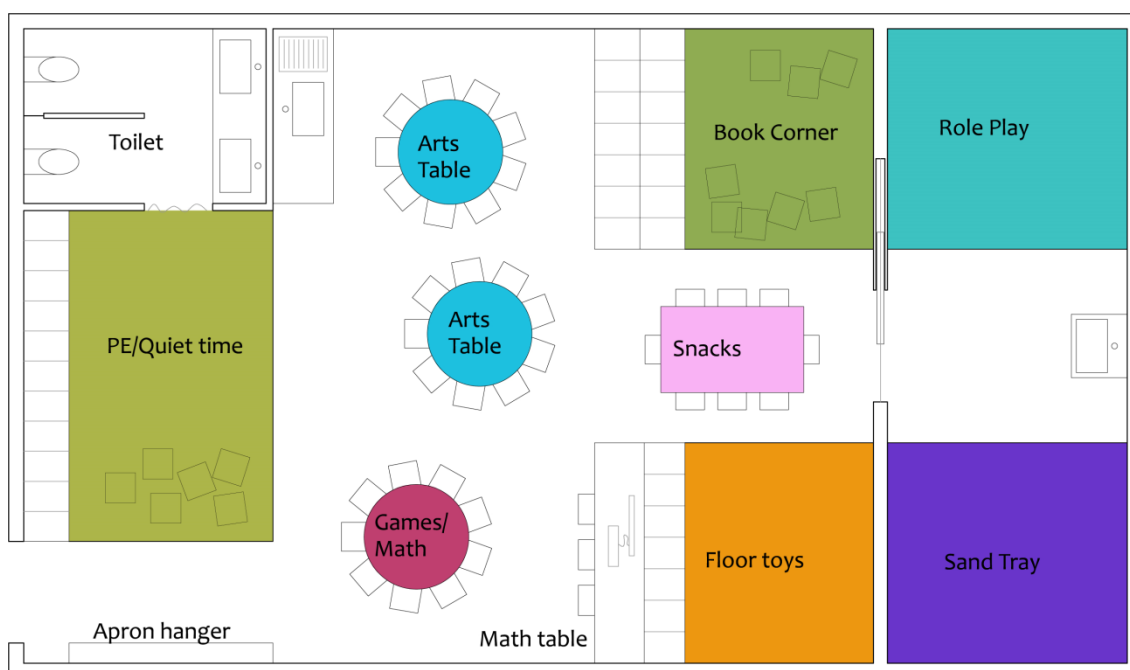 Toilet
Arts
Table
Book Corner
Role Play
PE/Quiet time
Arts
Table
Snacks
Games/
Math
Floor toys
Sand Tray
Apron hanger
Math table